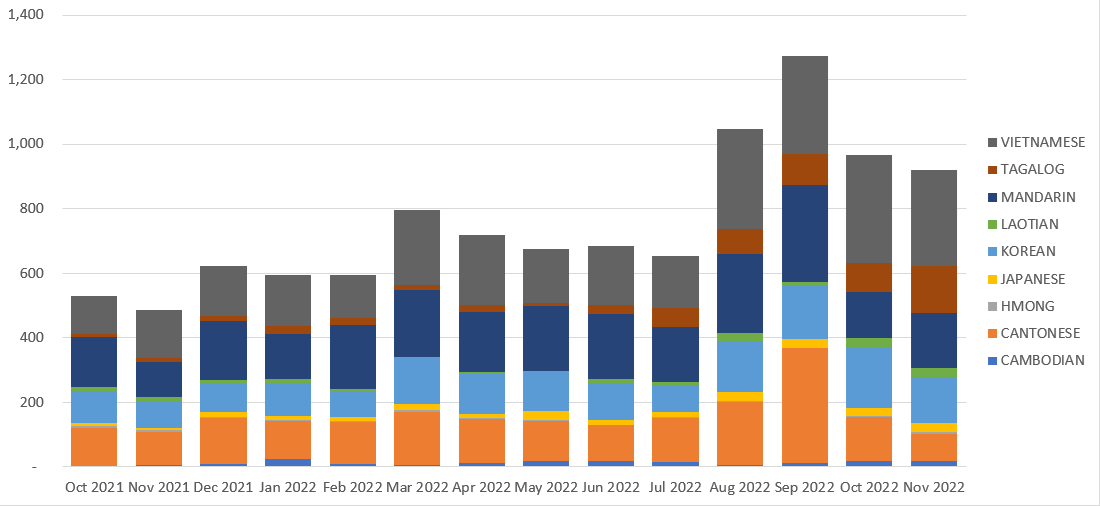 1,400
1,200
1,000
800
600
400
200
-
Oct 2021 Nov 2021 Dec 2021 Jan 2022 Feb 2022 Mar 2022 Apr 2022 May 2022 Jun 2022 Jul 2022 Aug 2022 Sep 2022 Oct 2022 Nov 2022
VIETNAMESE
TAGALOG
MANDARIN
LAOTIAN
KOREAN
JAPANESE
HMONG
CANTONESE
CAMBODIAN